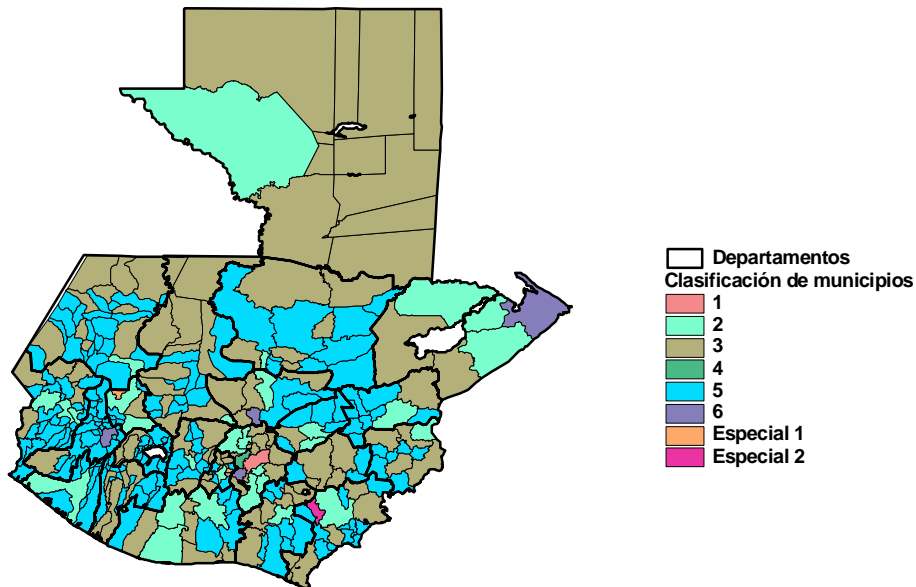 Departamentos
Clasificación de municipios
1
2
3
4
5
6
Especial 1
Especial 2